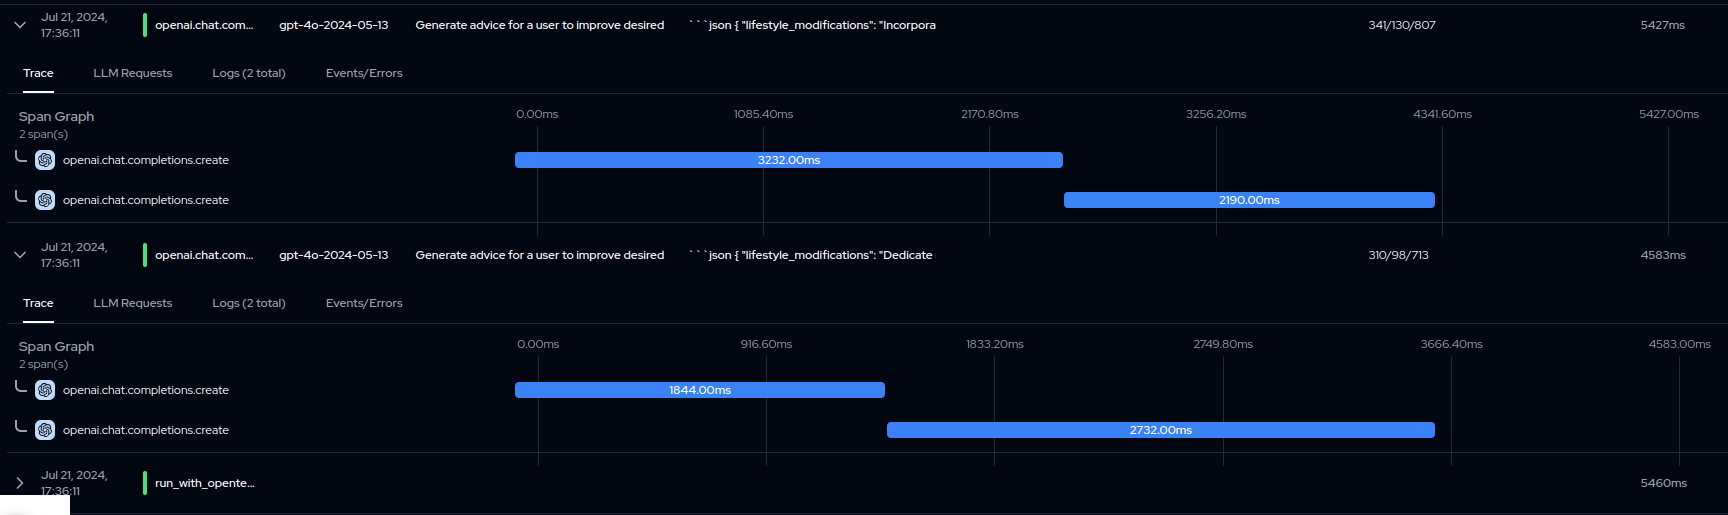 Jul 21, 2024,
17:36:11
openai.chat.com... gpt-4o-2024-05-13 Generate advice for a user to improve desired ```json { "lifestyle_modifications": "Incorpora 341/130/807 5427ms
Trace LLM Requests Logs (2 total) Events/Errors
Span Graph 0.00ms 1085.40ms 2170.80ms 3256.20ms 4341.60ms 5427.00ms
2 span(s)
openai.chat.completions.create 3232.00ms
openai.chat.completions.create 2190.00ms
Jul 21, 2024,
17:36:11
openai.chat.com... gpt-4o-2024-05-13 Generate advice for a user to improve desired ```json { "lifestyle_modifications": "Dedicate 310/98/713 4583ms
Trace LLM Requests Logs (2 total) Events/Errors
Span Graph 0.00ms 916.60ms 1833.20ms 2749.80ms 3666.40ms 4583.00ms
2 span(s)
openai.chat.completions.create 1844.00ms
openai.chat.completions.create 2732.00ms
Jul 21, 2024,
17:36:11
run_with_opente... 5460ms